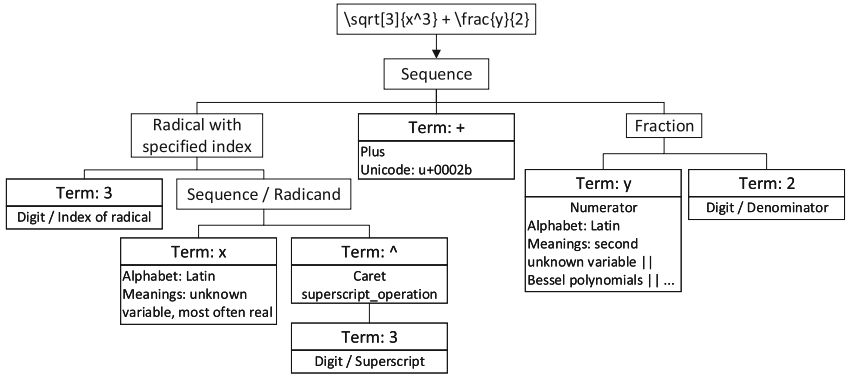 \sqrt[3]{x^3} + \frac{y}{2}
Sequence
Radical with
specified index
Term: +
Plus
Unicode: u+0002b
Fraction
Term: 3
Digit / Index of radical
Sequence / Radicand
Term: y
Numerator
Alphabet: Latin
Meanings: second
unknown variable ||
Bessel polynomials || ...
Term: 2
Digit / Denominator
Term: x
Alphabet: Latin
Meanings: unknown
variable, most often real
Term: ^
Caret
superscript_operation
Term: 3
Digit / Superscript